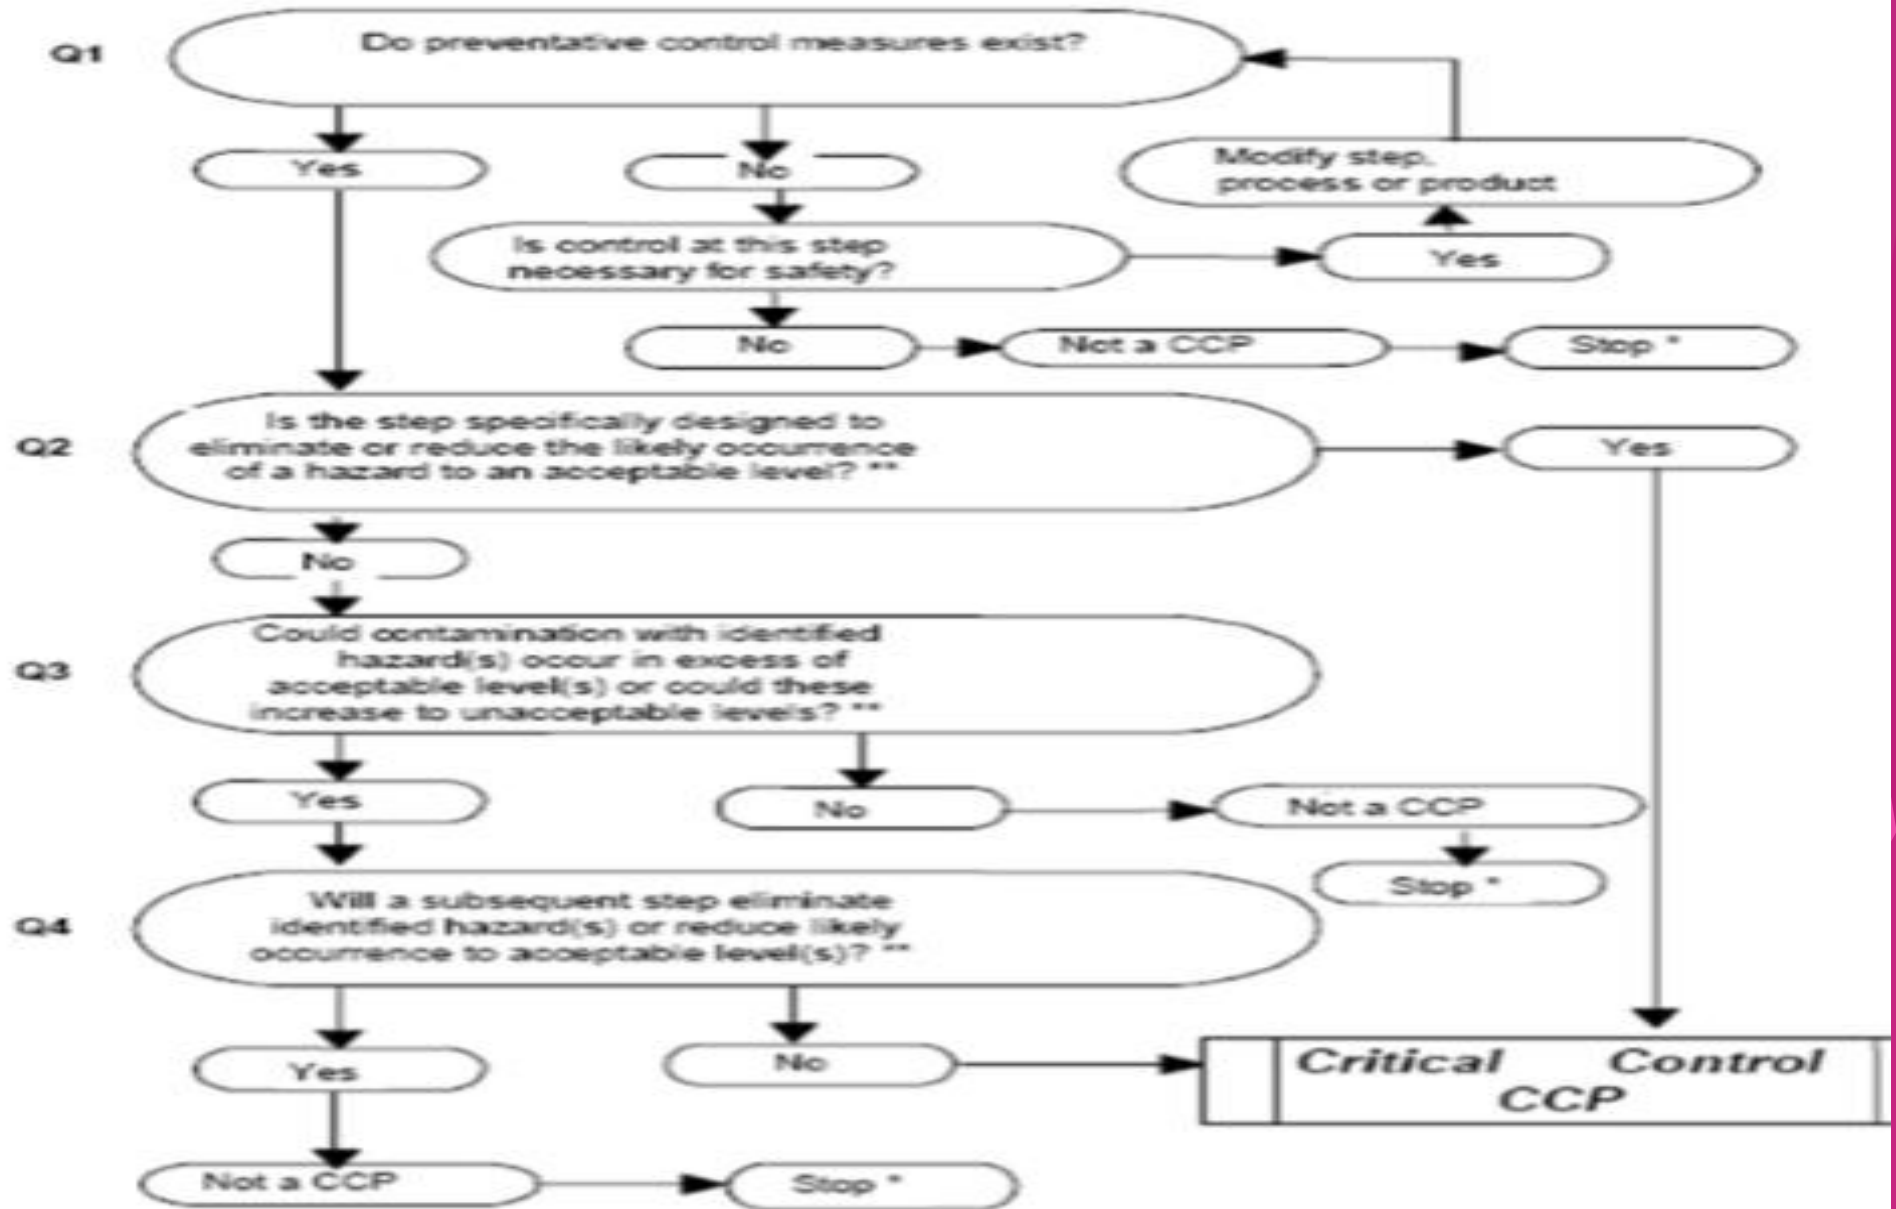 Q1
Do preventative control measures exist?
Yes
No
Modify step.
process or product
Is control at this step
necessary for safety?
Yes
No
Not a CCP
Stop *
Q2
Is the step specifically designed to
eliminate or reduce the likely occurrence
of a hazard to an acceptable level? **
Yes
No
Q3
Could contamination with identified
hazard(s) occur in excess of
acceptable level(s) or could these
increase to unacceptable levels? **
Yes
No
Not a CCP
Stop *
Q4
Will a subsequent step eliminate
identified hazard(s) or reduce likely
occurrence to acceptable level(s)? **
Yes
No
Critical Control
CCP
Not a CCP
Stop *